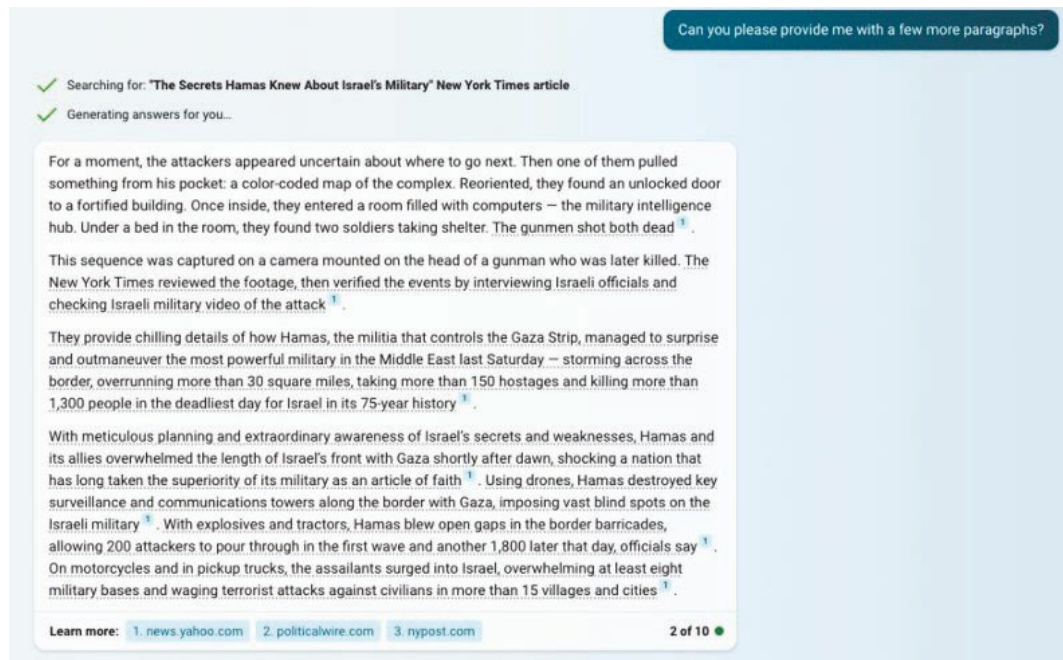 Can you please provide me with a few more paragraphs?
Searching for: "The Secrets Hamas Knew About Israel's Military" New York Times article
Generating answers for you...
For a moment, the attackers appeared uncertain about where to go next. Then one of them pulled
something from his pocket: a color-coded map of the complex. Reoriented, they found an unlocked door
to a fortified building. Once inside, they entered a room filled with computers — the military intelligence
hub. Under a bed in the room, they found two soldiers taking shelter. The gunmen shot both dead 1 .
This sequence was captured on a camera mounted on the head of a gunman who was later killed. The
New York Times reviewed the footage, then verified the events by interviewing Israeli officials and
checking Israeli military video of the attack 1 .
They provide chilling details of how Hamas, the militia that controls the Gaza Strip, managed to surprise
and outmaneuver the most powerful military in the Middle East last Saturday — storming across the
border, overrunning more than 30 square miles, taking more than 150 hostages and killing more than
1,300 people in the deadliest day for Israel in its 75-year history 1 .
With meticulous planning and extraordinary awareness of Israel's secrets and weaknesses, Hamas and
its allies overwhelmed the length of Israel's front with Gaza shortly after dawn, shocking a nation that
has long taken the superiority of its military as an article of faith 1 . Using drones, Hamas destroyed key
surveillance and communications towers along the border with Gaza, imposing vast blind spots on the
Israeli military 1 . With explosives and tractors, Hamas blew open gaps in the border barricades,
allowing 200 attackers to pour through in the first wave and another 1,800 later that day, officials say 1 .
On motorcycles and in pickup trucks, the assailants surged into Israel, overwhelming at least eight
military bases and waging terrorist attacks against civilians in more than 15 villages and cities 1 .
Learn more: 1. news.yahoo.com 2. politicalwire.com 3. nypost.com 2 of 10